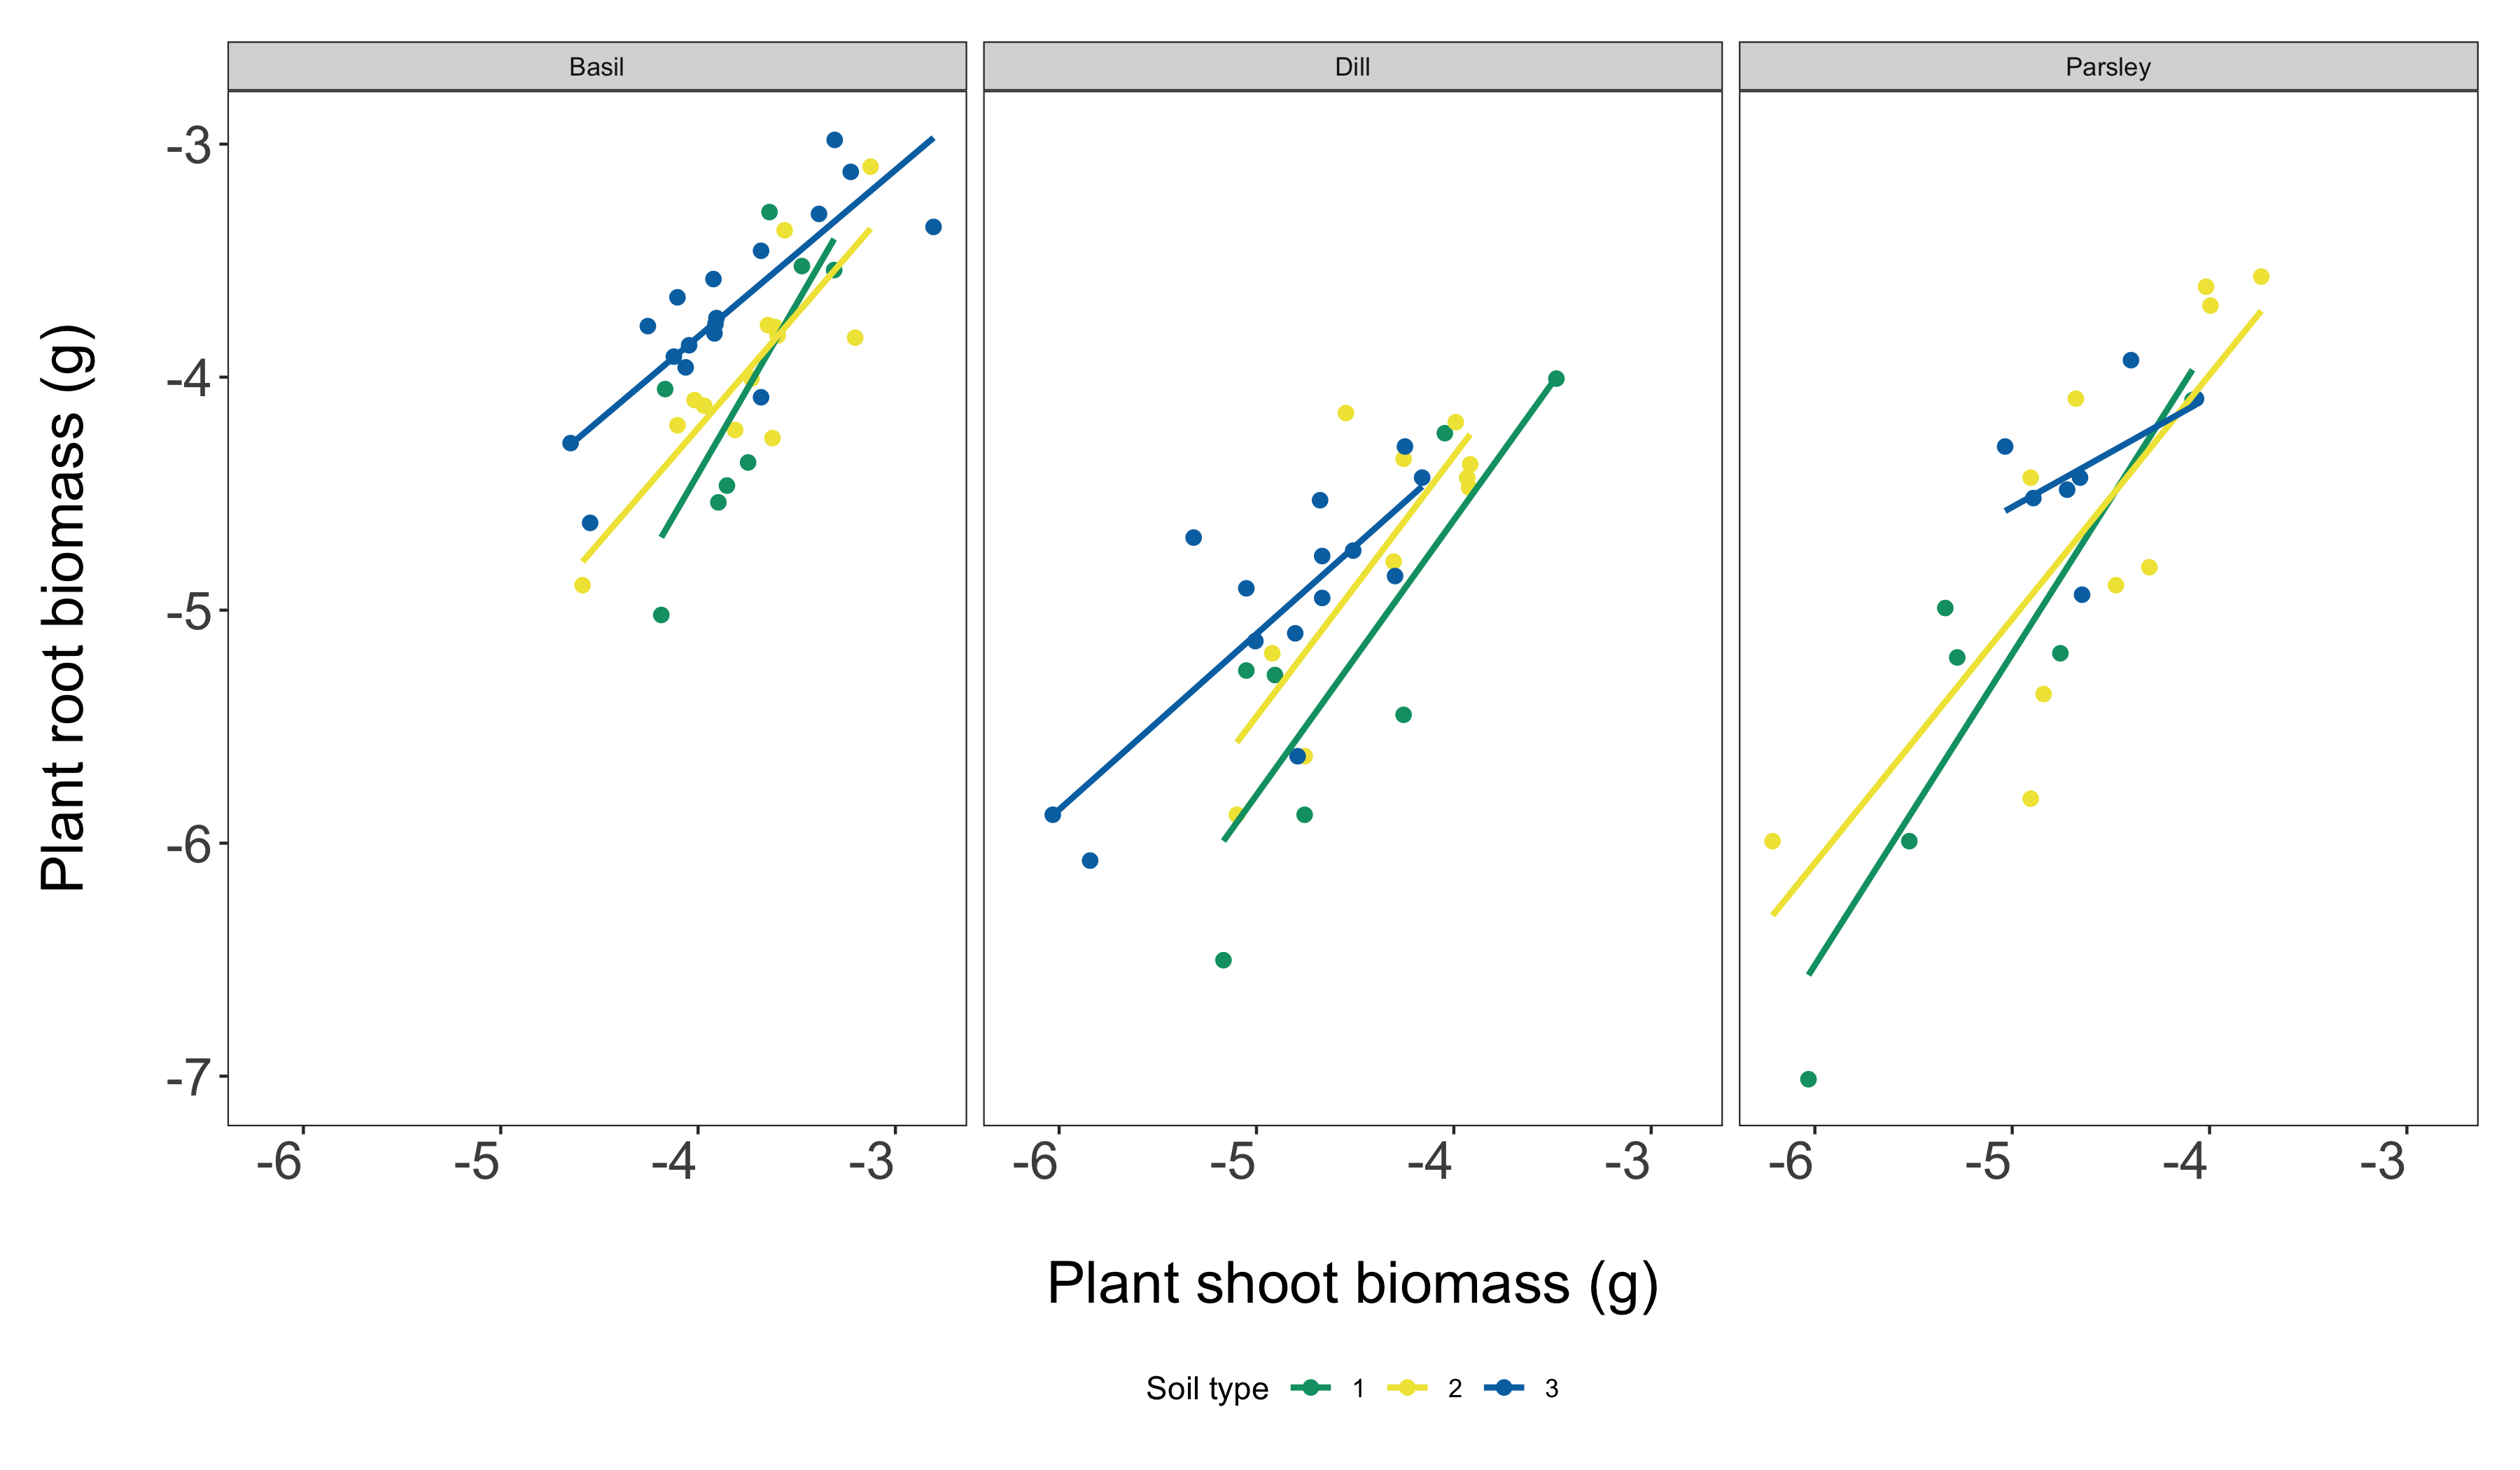 Basil Dill Parsley
-3
-4
-5
-6
-7
Plant root biomass (g)
-6 -5 -4 -3 -6 -5 -4 -3 -6 -5 -4 -3
Plant shoot biomass (g)
Soil type 1 2 3